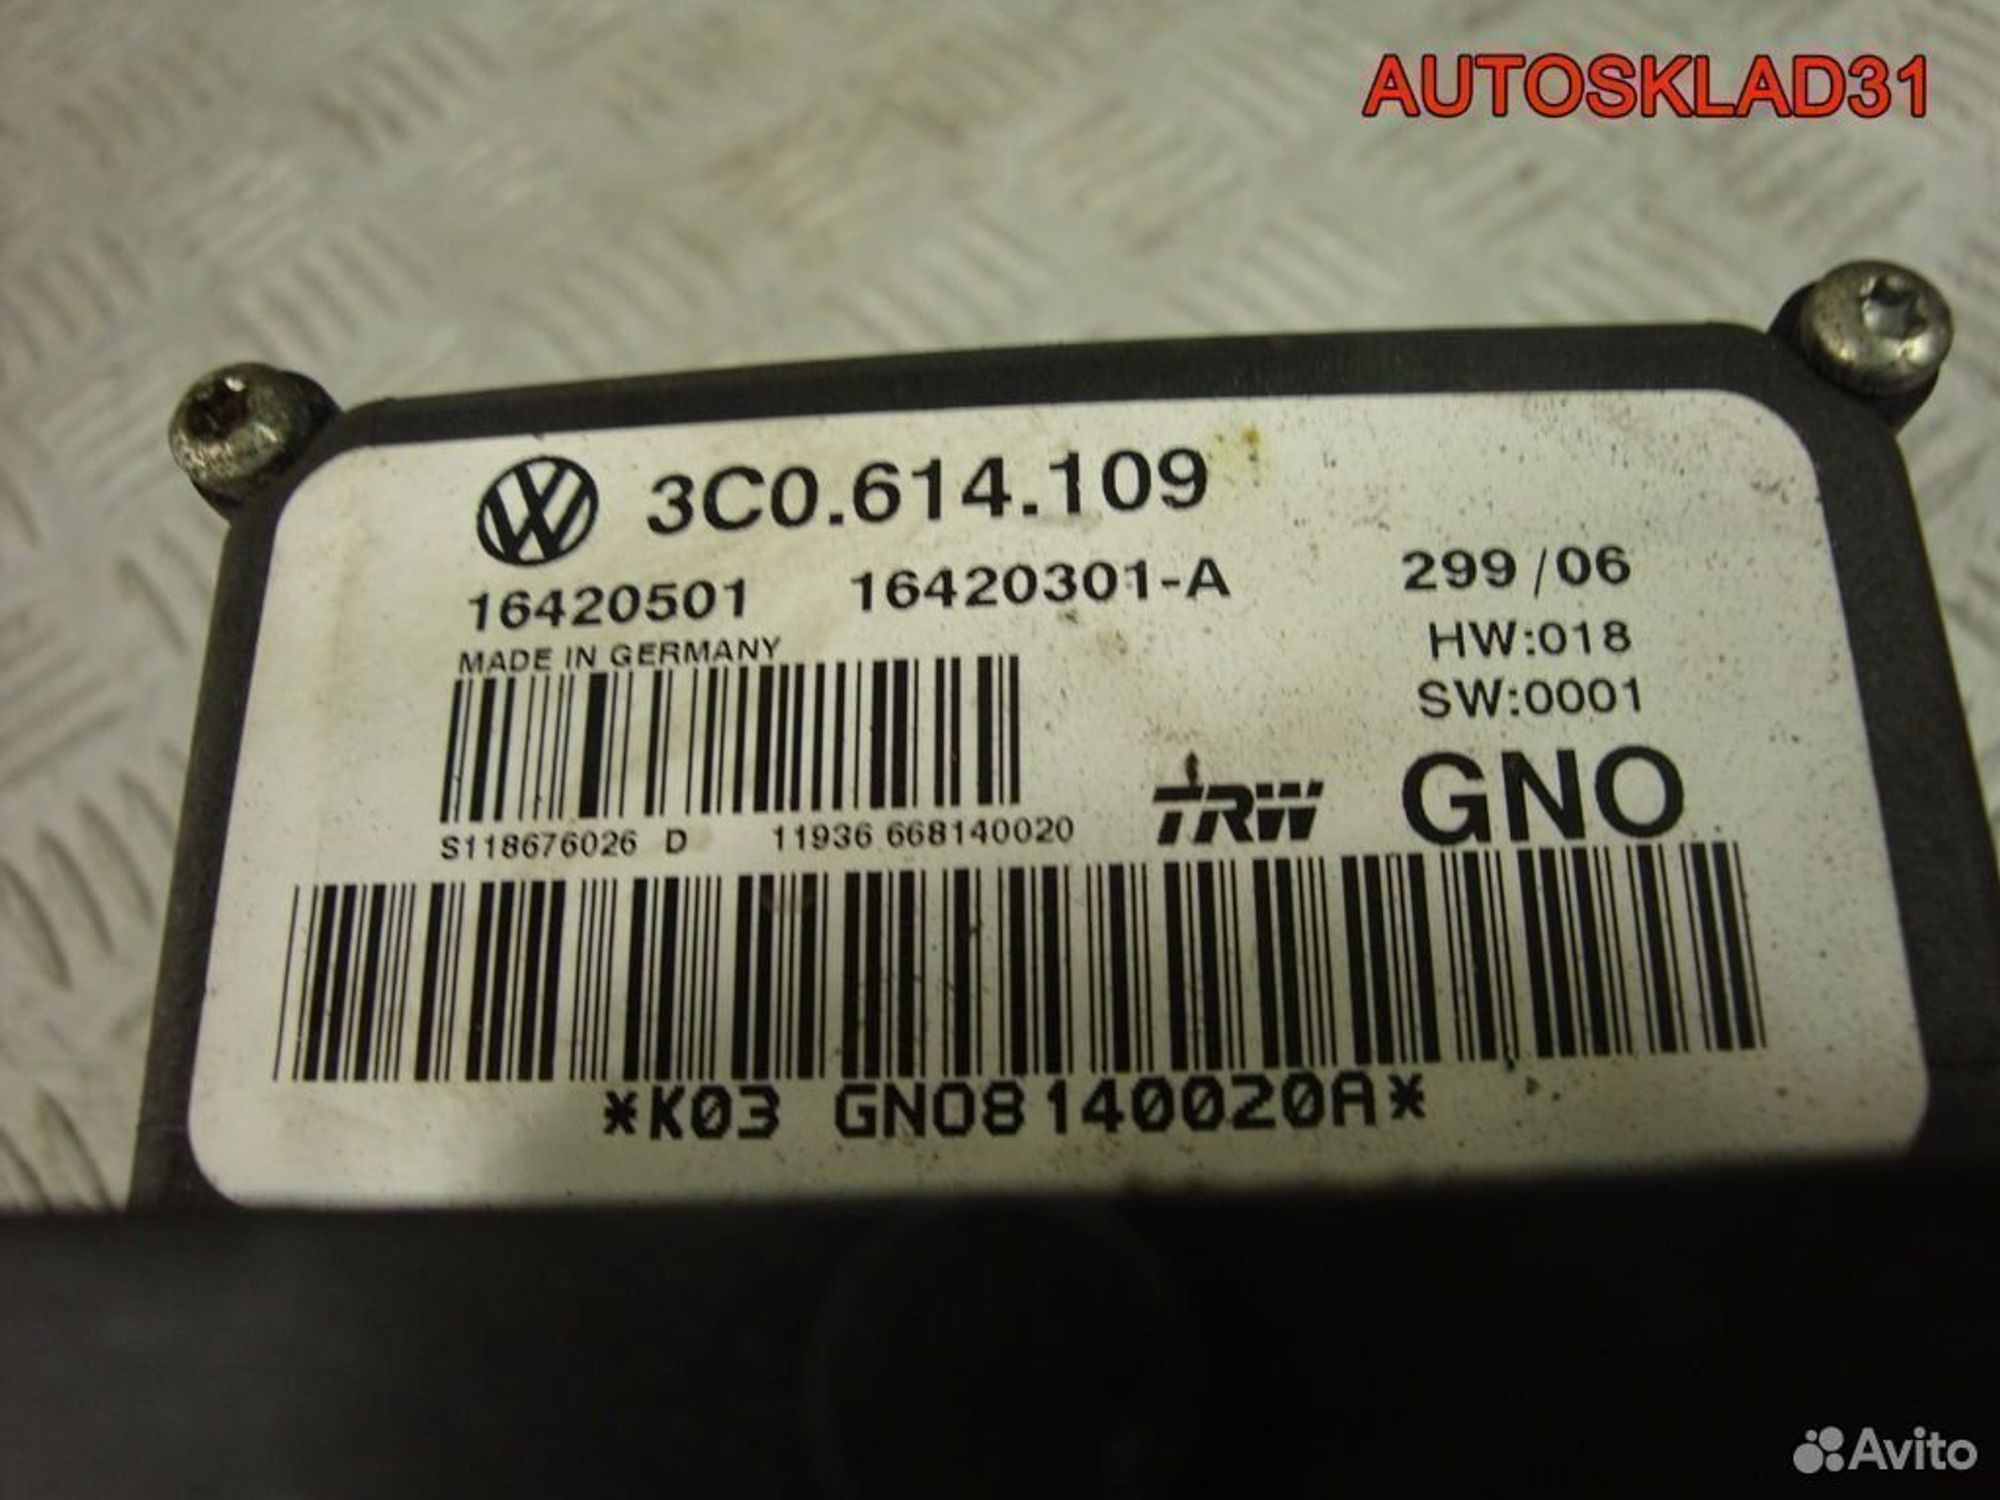 AUTOSKLAD31
3C0.614.109
16420501 16420301-A 299/06
MADE IN GERMANY HW:018
SW:0001
TRW GNO
S118676026 D 11936 668140020
*K03 GNO8140020A*
Avito